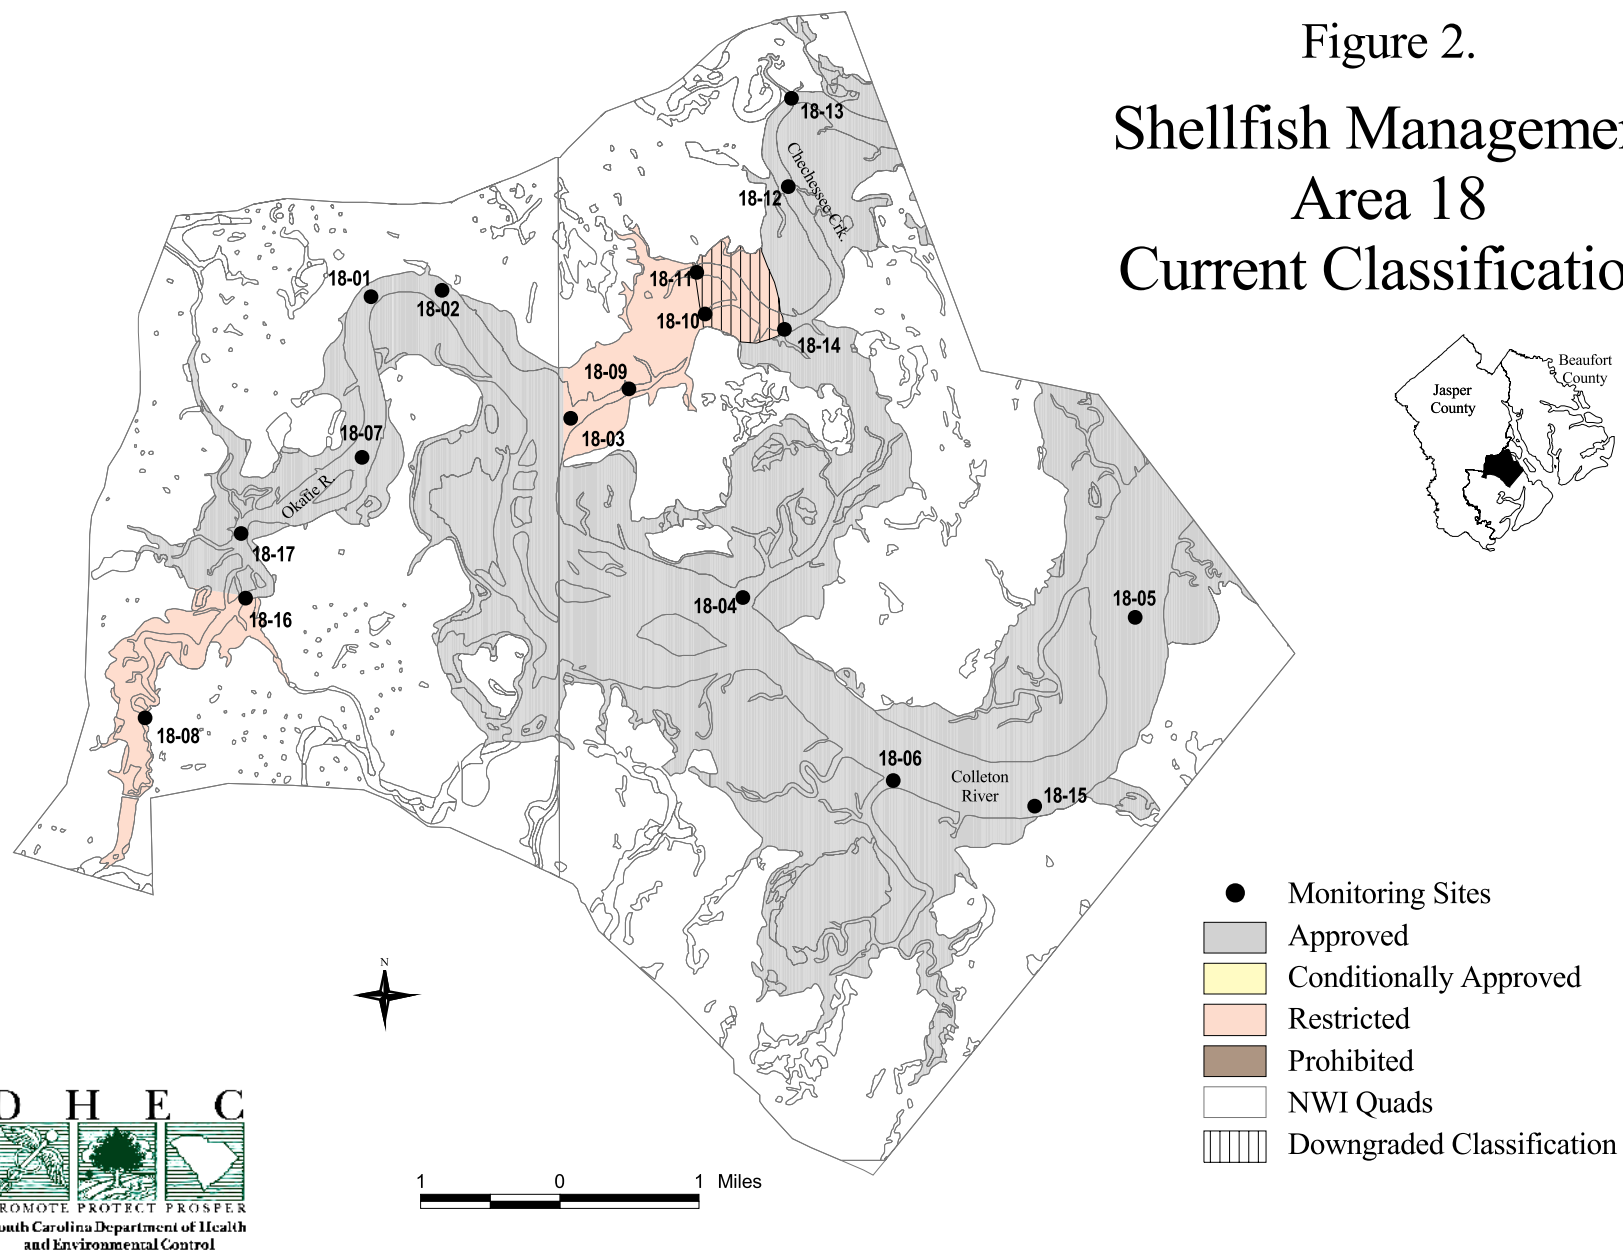 Figure 2.
Shellfish Manageme
Area 18
Current Classificatio
18-13
Chechessee Crk.
18-12
18-11
18-10
18-14
18-01
18-02
18-09
18-03
18-07
Okatie R.
18-17
18-16
18-08
18-04
18-05
18-06
Colleton
River
18-15
Beaufort
County
Jasper
County
Monitoring Sites
Approved
Conditionally Approved
Restricted
Prohibited
NWI Quads
Downgraded Classification
N
1 0 1 Miles
D H E C
ROMOTE PROTECT PROSPER
outh Carolina Department of Health
and Environmental Control